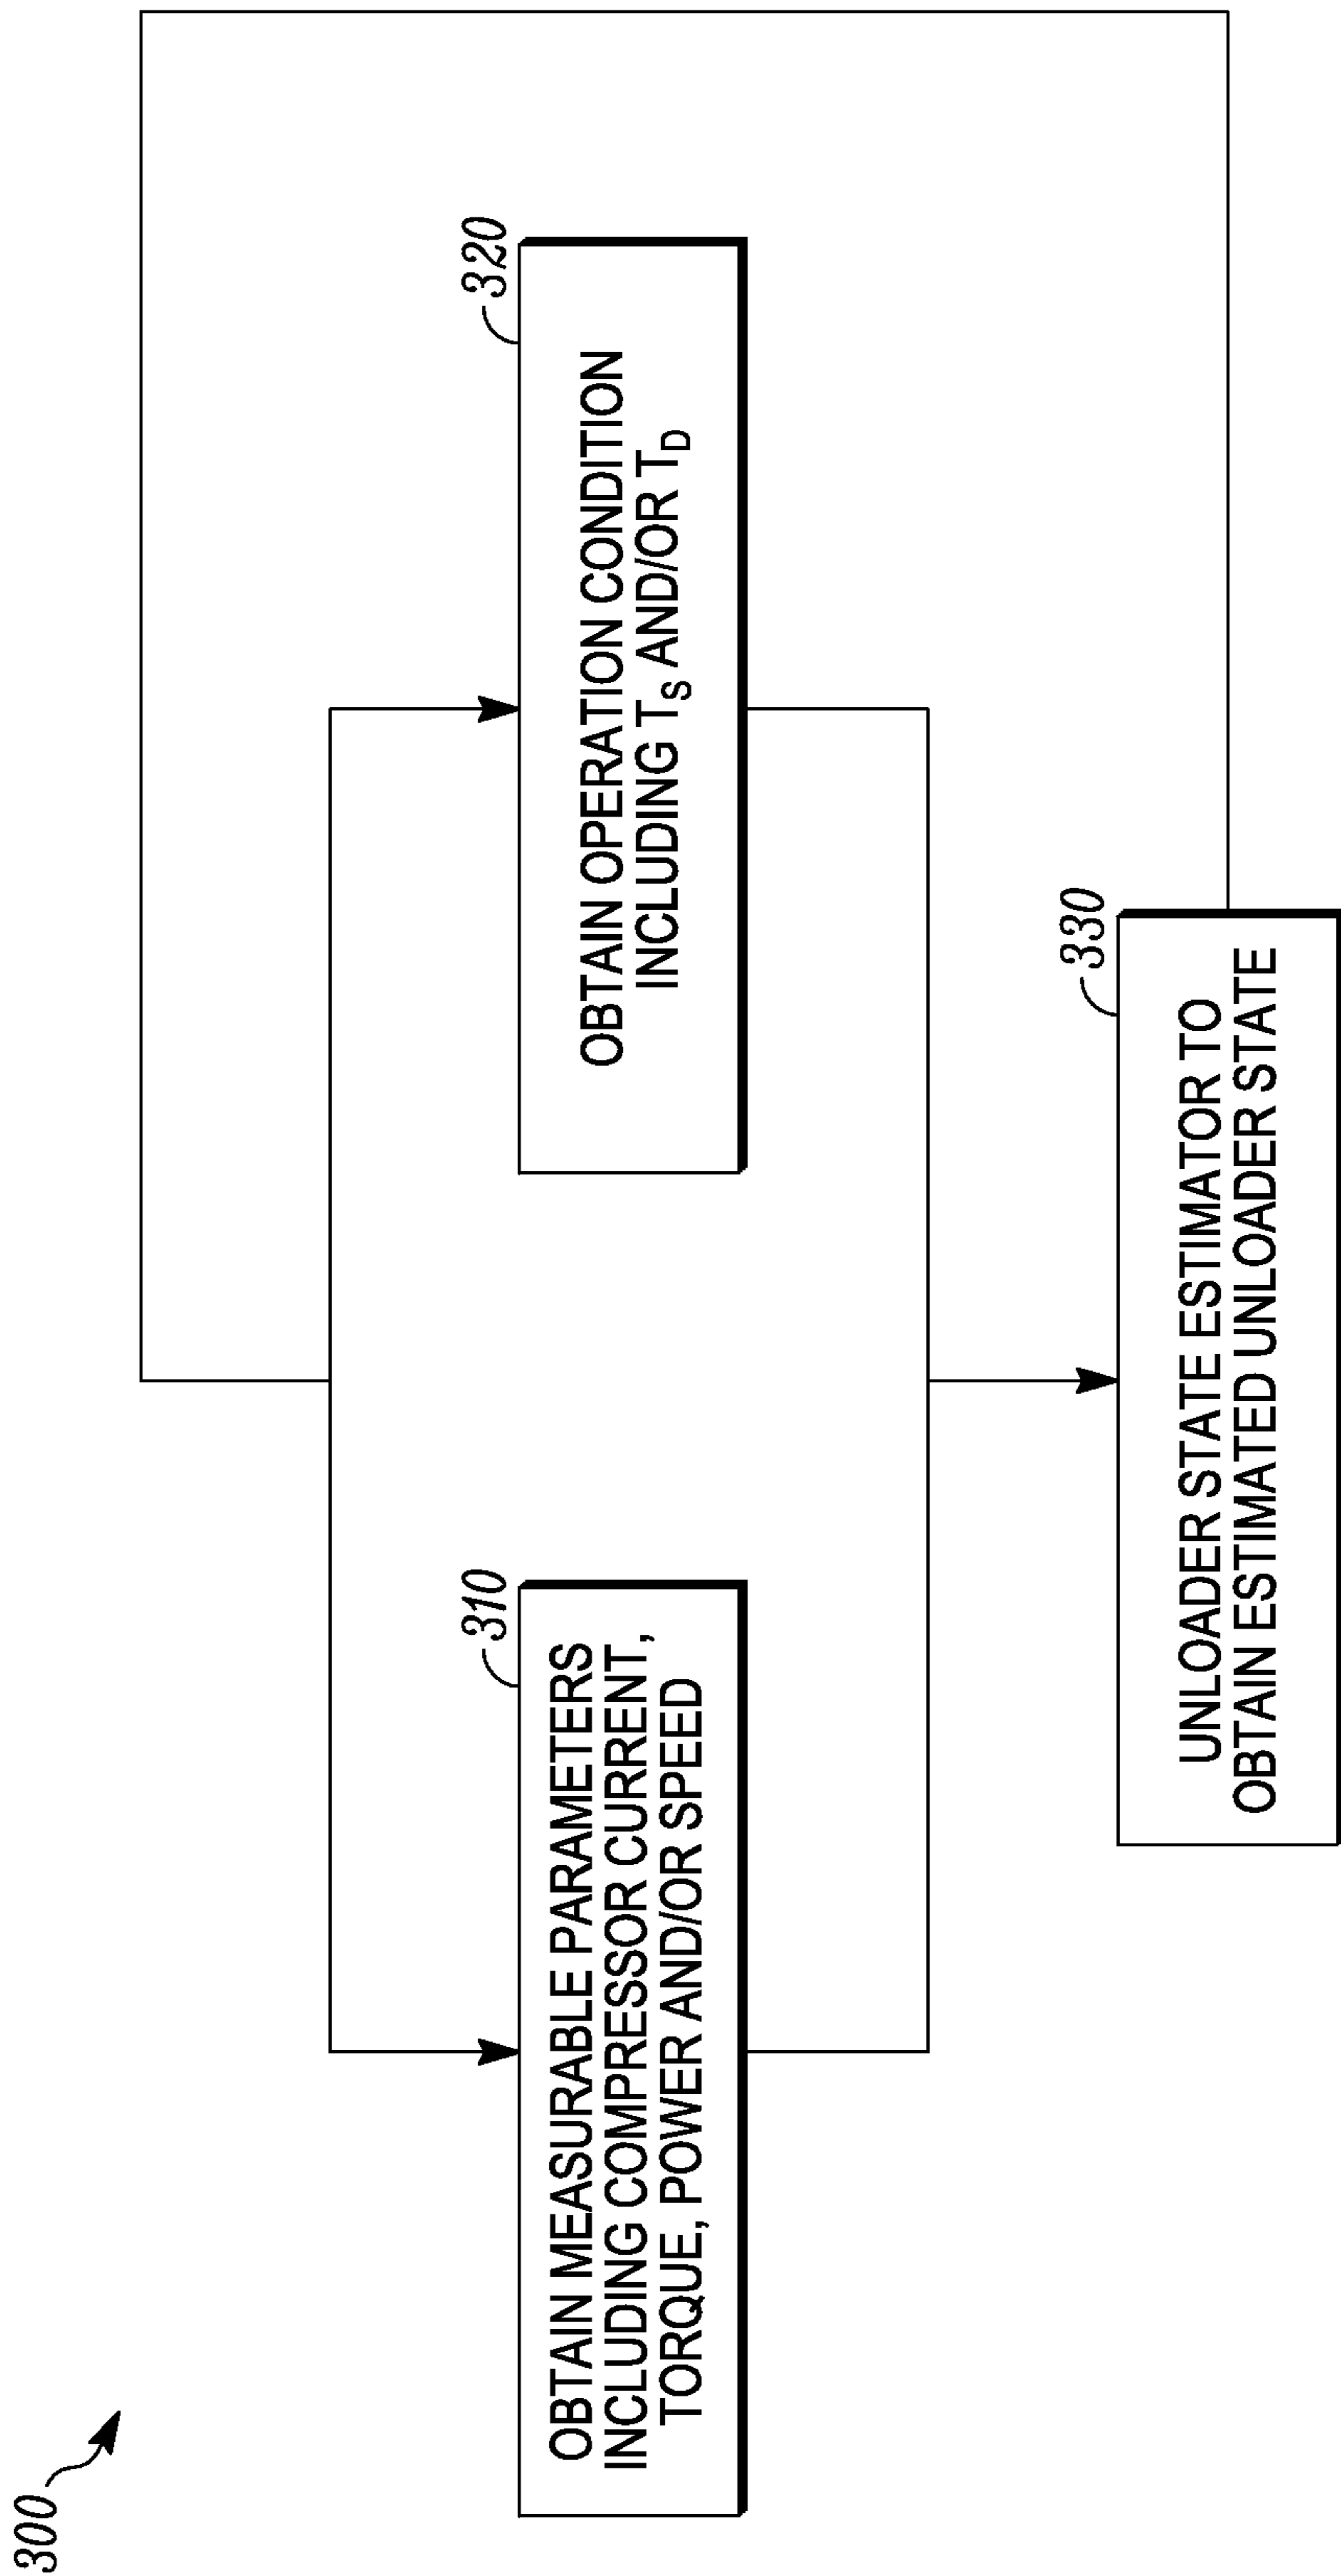 300
310
OBTAIN MEASURABLE PARAMETERS
INCLUDING COMPRESSOR CURRENT,
TORQUE, POWER AND/OR SPEED
320
OBTAIN OPERATION CONDITION
INCLUDING TS AND/OR TD
330
UNLOADER STATE ESTIMATOR TO
OBTAIN ESTIMATED UNLOADER STATE